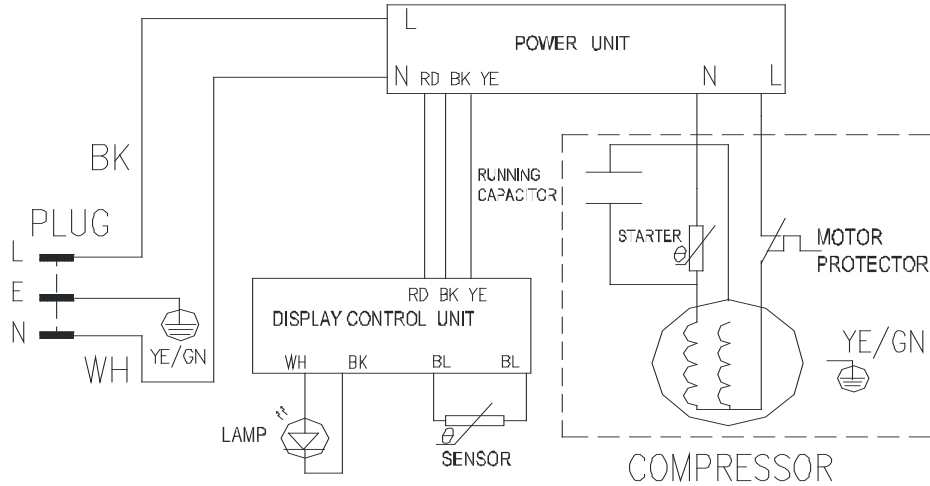 L
POWER UNIT
N RD BK YE N L
BK
RUNNING
CAPACITOR
PLUG
STARTER
θ
MOTOR
PROTECTOR
L
E
N
RD BK YE
DISPLAY CONTROL UNIT
YE/GN
YE/GN
WH
WH BK BL BL
LAMP
θ
SENSOR
COMPRESSOR